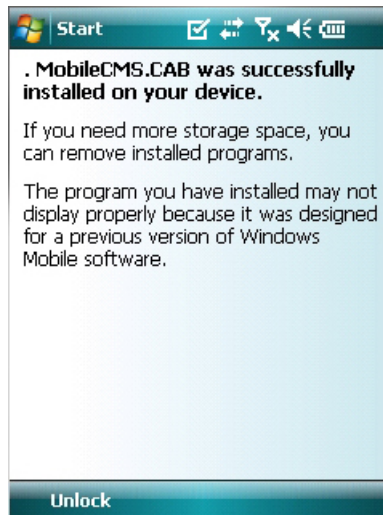 Start
. MobileCMS.CAB was successfully
installed on your device.
If you need more storage space, you
can remove installed programs.
The program you have installed may not
display properly because it was designed
for a previous version of Windows
Mobile software.
Unlock